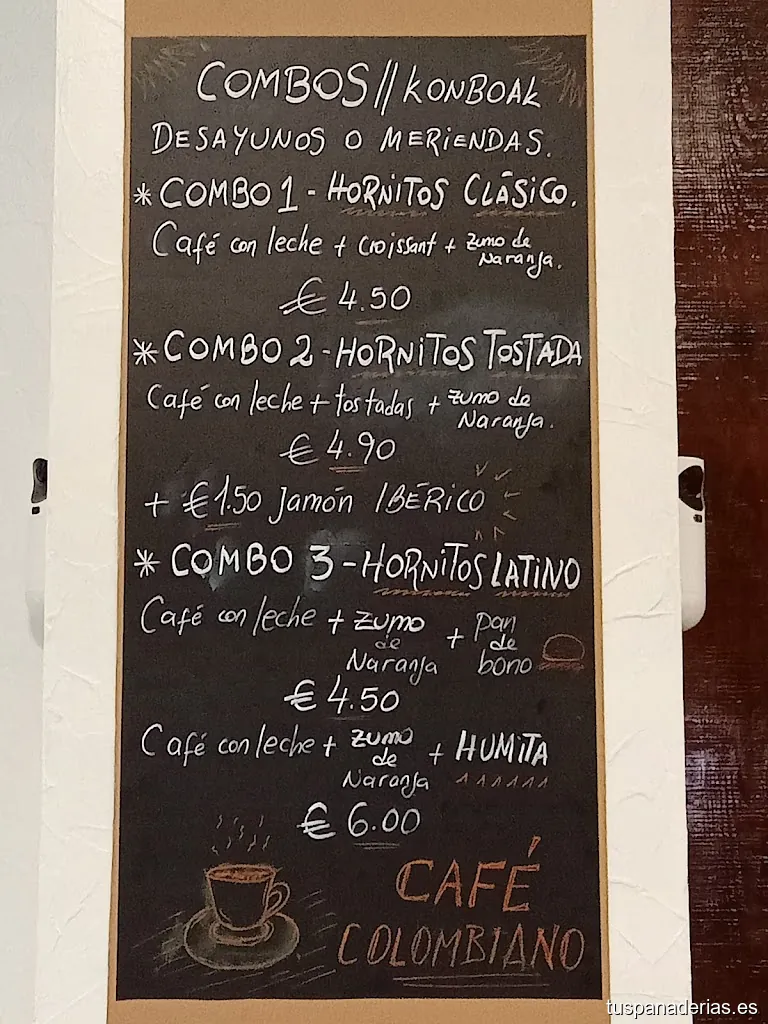 COMBOS // KONBOAK
DESAYUNOS O MERIENDAS.
* COMBO 1 - HORNITOS CLÁSICO.
Café con leche + croissant + zumo de Naranja.
€ 4.50
* COMBO 2 - HORNITOS TOSTADA
Café con leche + tostadas + zumo de Naranja.
€ 4.90
+ €1.50 Jamón IBÉRICO
* COMBO 3 - HORNITOS LATINO
Café con leche + zumo de Naranja + pan de bono
€ 4.50
Café con leche + zumo de Naranja + HUMITA
€ 6.00
CAFÉ
COLOMBIANO
tuspanaderias.es